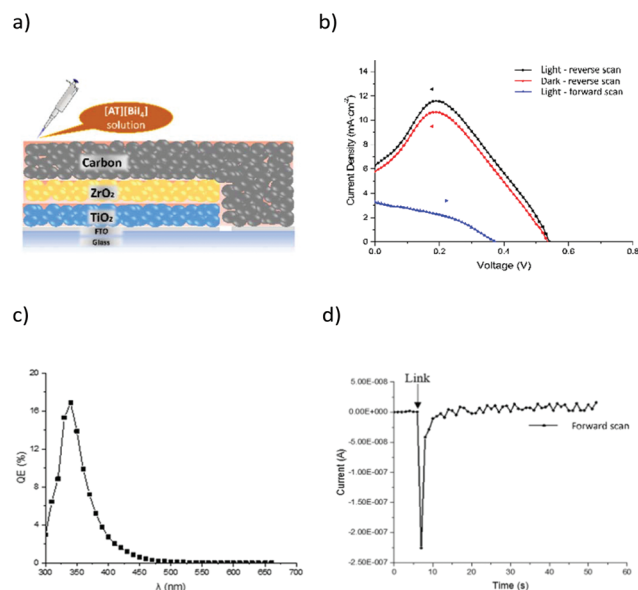 a)
[AT][BiI₄]
solution
Carbon
ZrO₂
TiO₂
FTO
Glass
b)
Light - reverse scan
Dark - reverse scan
Light - forward scan
Current Density (mA·cm⁻²)
14
12
10
8
6
4
2
0
0.0 0.2 0.4 0.6 0.8
Voltage (V)
c)
QE (%)
20
16
12
8
4
0
300 350 400 450 500 550 600 650 700
λ (nm)
d)
Link
Forward scan
Current (A)
5.00E-008
0.00E+000
-5.00E-008
-1.00E-007
-1.50E-007
-2.00E-007
-2.50E-007
0 10 20 30 40 50 60
Time (s)